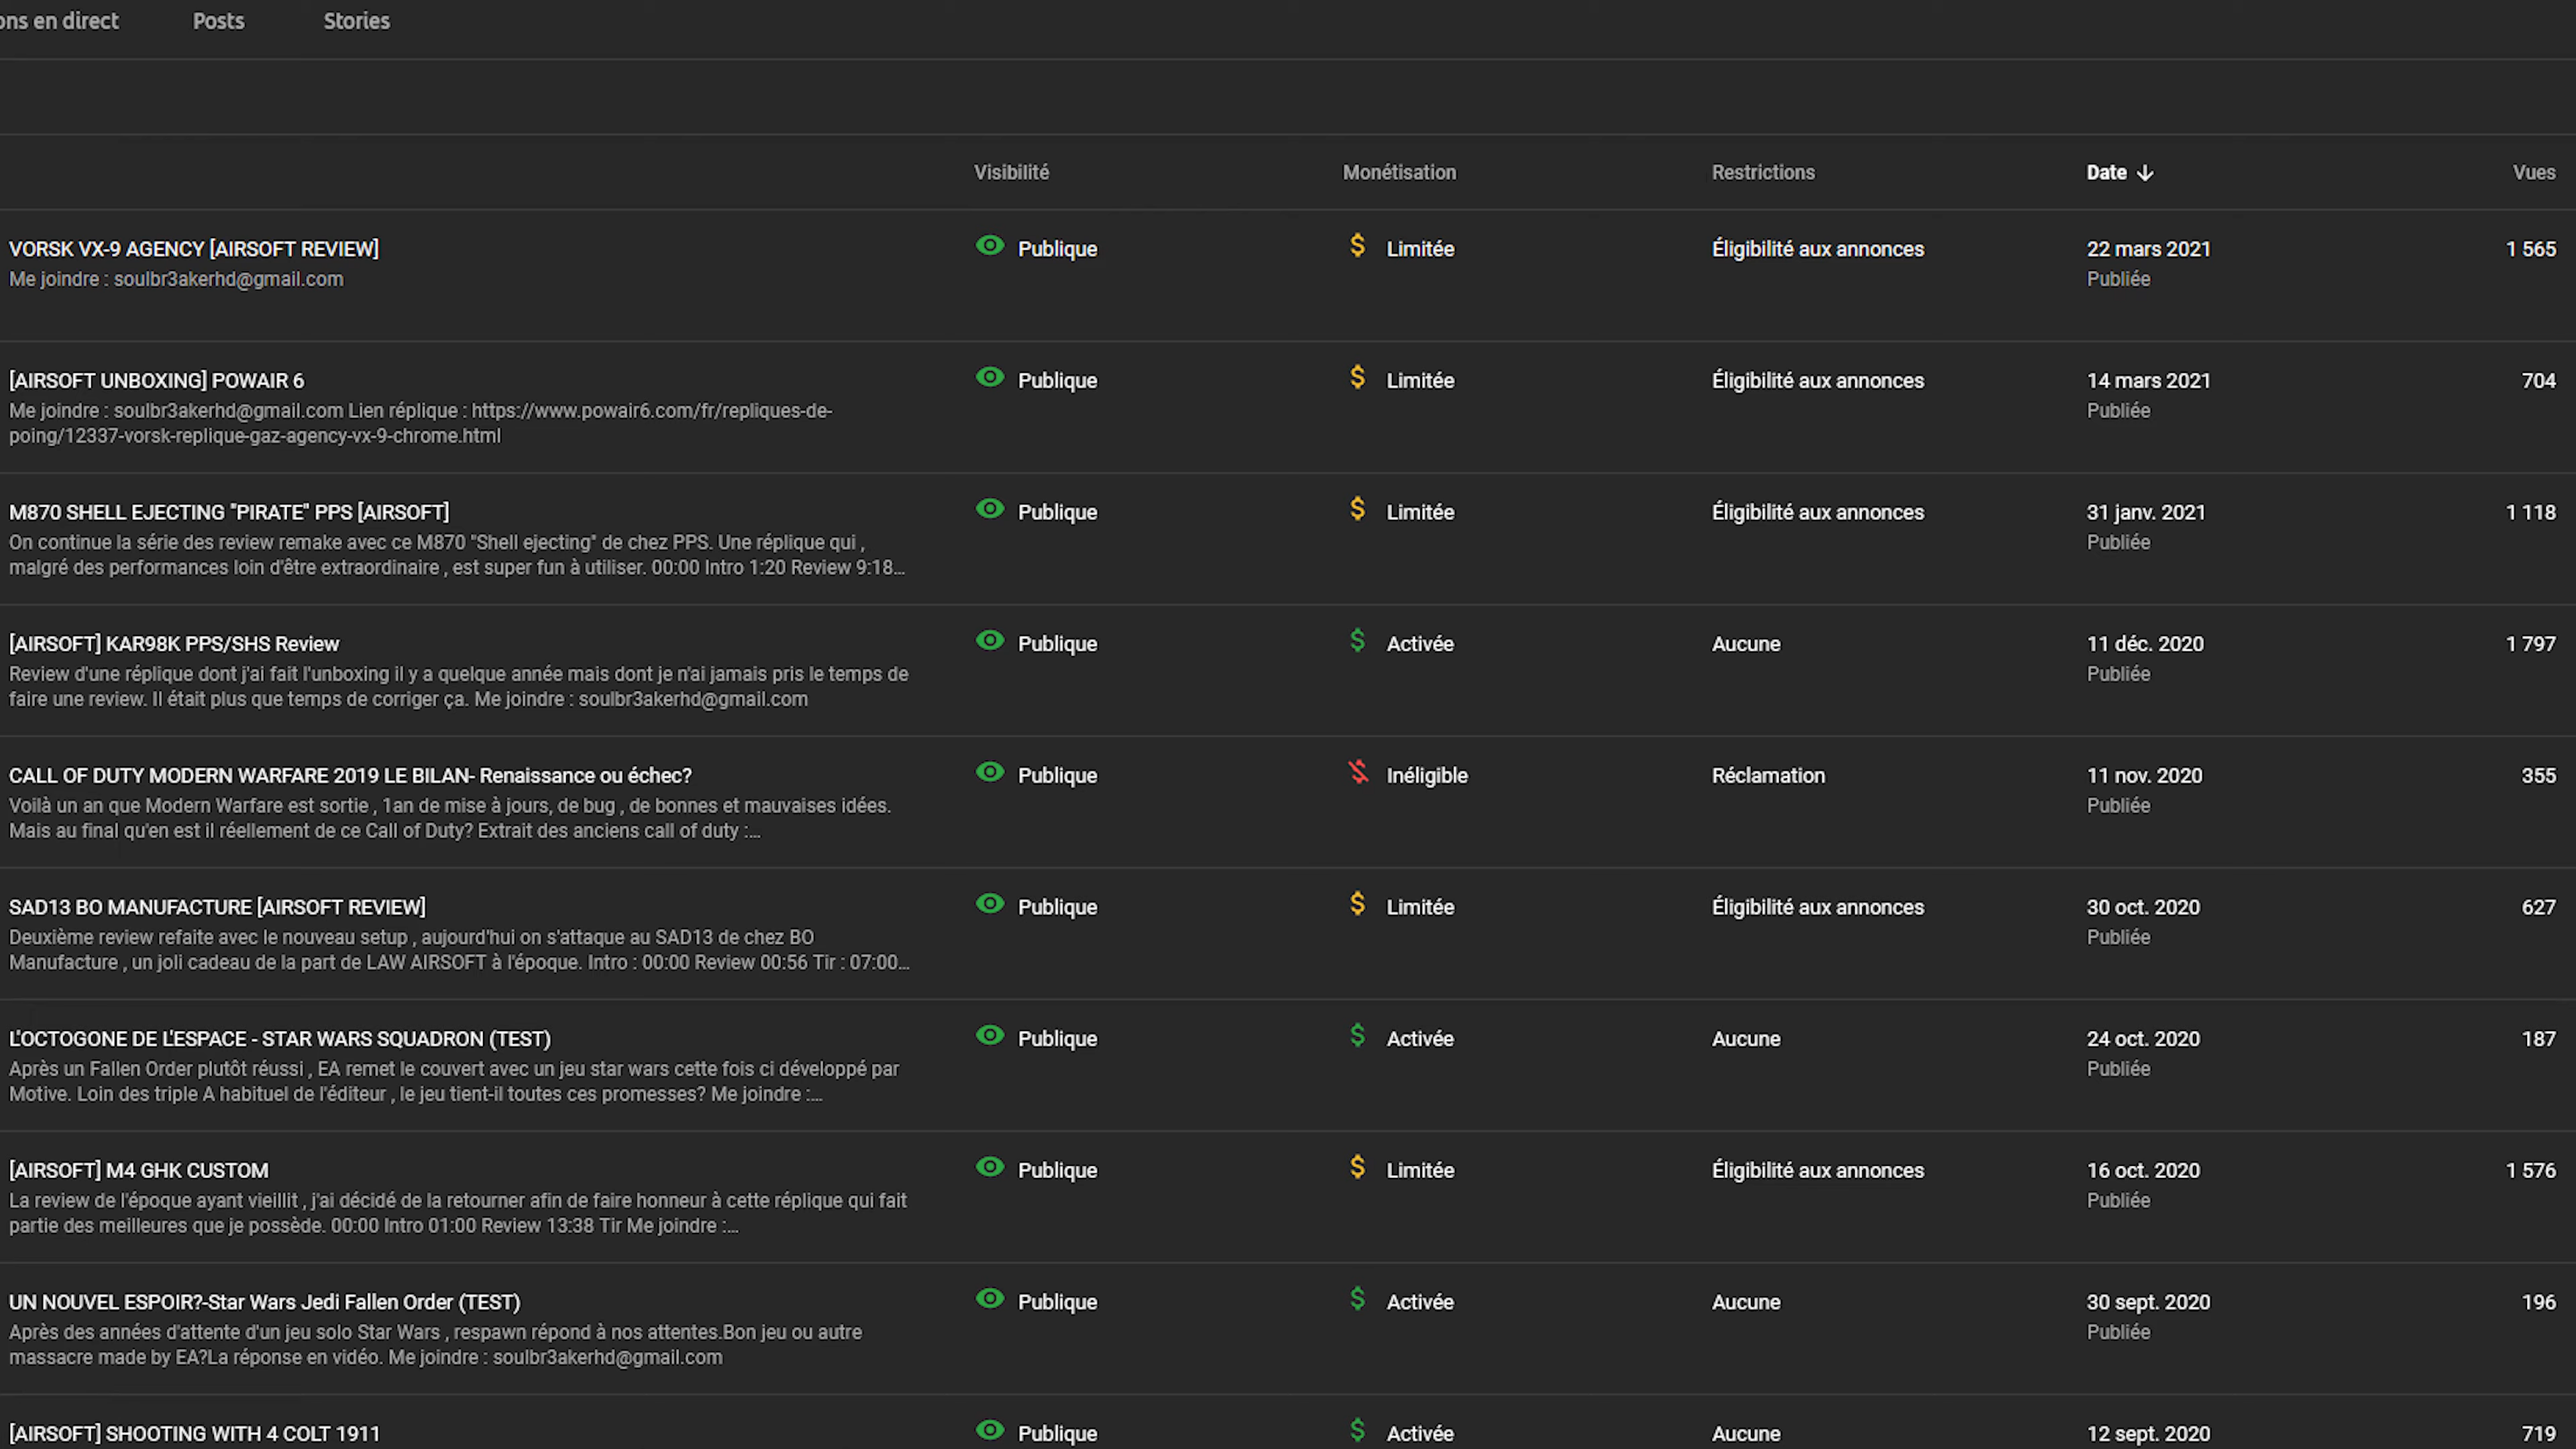 ons en direct Posts Stories
Visibilité Monétisation Restrictions Date Vues
VORSK VX-9 AGENCY [AIRSOFT REVIEW] Publique Limitée Éligibilité aux annonces 22 mars 2021 1 565
Me joindre : soulbr3akerhd@gmail.com Publiée
[AIRSOFT UNBOXING] POWAIR 6 Publique Limitée Éligibilité aux annonces 14 mars 2021 704
Me joindre : soulbr3akerhd@gmail.com Lien réplique : https://www.powair6.com/fr/repliques-de- Publiée
poing/12337-vorsk-replique-gaz-agency-vx-9-chrome.html
M870 SHELL EJECTING "PIRATE" PPS [AIRSOFT] Publique Limitée Éligibilité aux annonces 31 janv. 2021 1 118
On continue la série des review remake avec ce M870 "Shell ejecting" de chez PPS. Une réplique qui , Publiée
malgré des performances loin d'être extraordinaire , est super fun à utiliser. 00:00 Intro 1:20 Review 9:18...
[AIRSOFT] KAR98K PPS/SHS Review Publique Activée Aucune 11 déc. 2020 1 797
Review d'une réplique dont j'ai fait l'unboxing il y a quelque année mais dont je n'ai jamais pris le temps de Publiée
faire une review. Il était plus que temps de corriger ça. Me joindre : soulbr3akerhd@gmail.com
CALL OF DUTY MODERN WARFARE 2019 LE BILAN- Renaissance ou échec? Publique Inéligible Réclamation 11 nov. 2020 355
Voilà un an que Modern Warfare est sortie , 1an de mise à jours, de bug , de bonnes et mauvaises idées. Publiée
Mais au final qu'en est il réellement de ce Call of Duty? Extrait des anciens call of duty :...
SAD13 BO MANUFACTURE [AIRSOFT REVIEW] Publique Limitée Éligibilité aux annonces 30 oct. 2020 627
Deuxième review refaite avec le nouveau setup , aujourd'hui on s'attaque au SAD13 de chez BO Publiée
Manufacture , un joli cadeau de la part de LAW AIRSOFT à l'époque. Intro : 00:00 Review 00:56 Tir : 07:00...
L'OCTOGONE DE L'ESPACE - STAR WARS SQUADRON (TEST) Publique Activée Aucune 24 oct. 2020 187
Après un Fallen Order plutôt réussi , EA remet le couvert avec un jeu star wars cette fois ci développé par Publiée
Motive. Loin des triple A habituel de l'éditeur , le jeu tient-il toutes ces promesses? Me joindre :...
[AIRSOFT] M4 GHK CUSTOM Publique Limitée Éligibilité aux annonces 16 oct. 2020 1 576
La review de l'époque ayant vieillit , j'ai décidé de la retourner afin de faire honneur à cette réplique qui fait Publiée
partie des meilleures que je possède. 00:00 Intro 01:00 Review 13:38 Tir Me joindre :...
UN NOUVEL ESPOIR?-Star Wars Jedi Fallen Order (TEST) Publique Activée Aucune 30 sept. 2020 196
Après des années d'attente d'un jeu solo Star Wars , respawn répond à nos attentes.Bon jeu ou autre Publiée
massacre made by EA?La réponse en vidéo. Me joindre : soulbr3akerhd@gmail.com
[AIRSOFT] SHOOTING WITH 4 COLT 1911 Publique Activée Aucune 12 sept. 2020 719